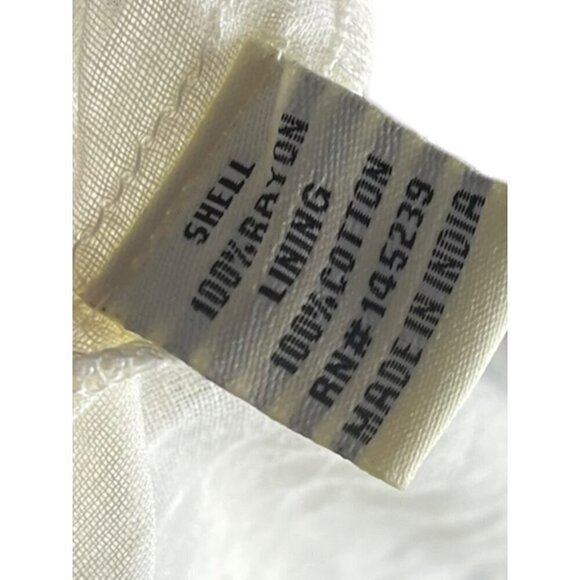 SHELL
100%RAYON
LINING
100%COTTON
RN#145239
MADE IN INDIA